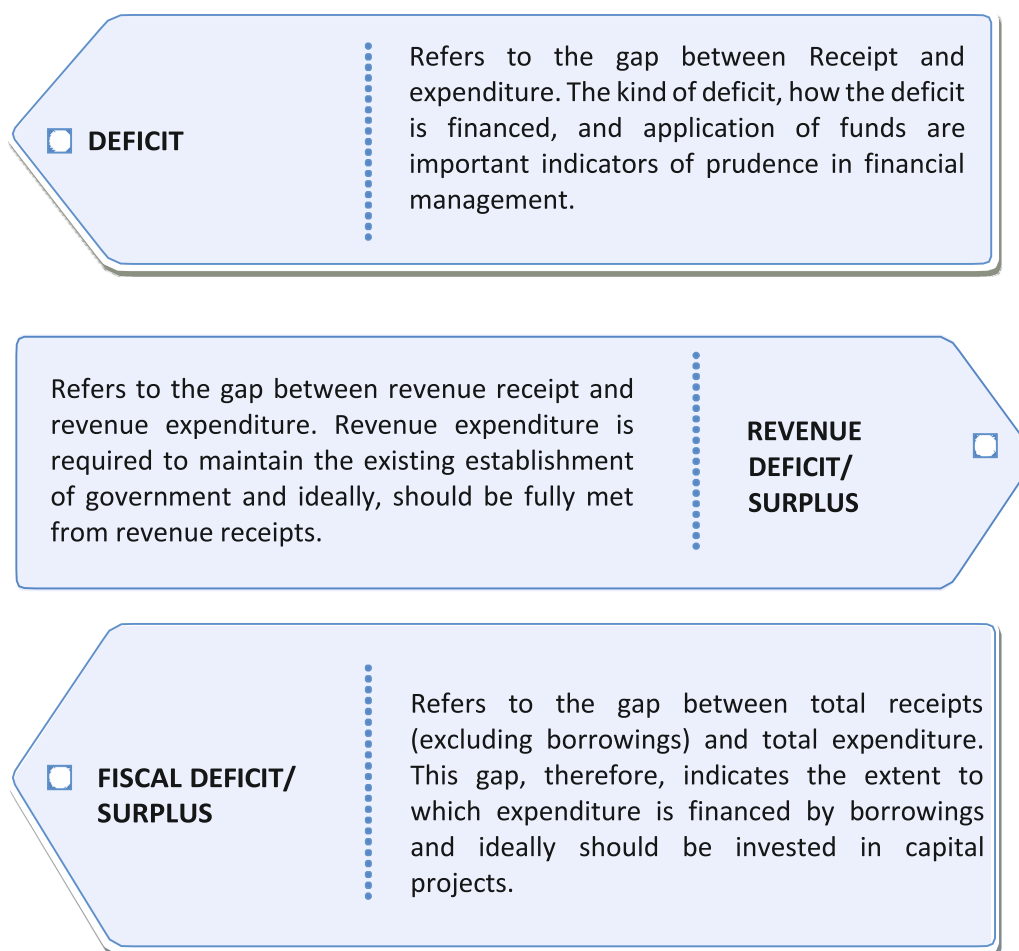 DEFICIT
Refers to the gap between Receipt and
expenditure. The kind of deficit, how the deficit
is financed, and application of funds are
important indicators of prudence in financial
management.
Refers to the gap between revenue receipt and
revenue expenditure. Revenue expenditure is
required to maintain the existing establishment
of government and ideally, should be fully met
from revenue receipts.
REVENUE
DEFICIT/
SURPLUS
FISCAL DEFICIT/
SURPLUS
Refers to the gap between total receipts
(excluding borrowings) and total expenditure.
This gap, therefore, indicates the extent to
which expenditure is financed by borrowings
and ideally should be invested in capital
projects.